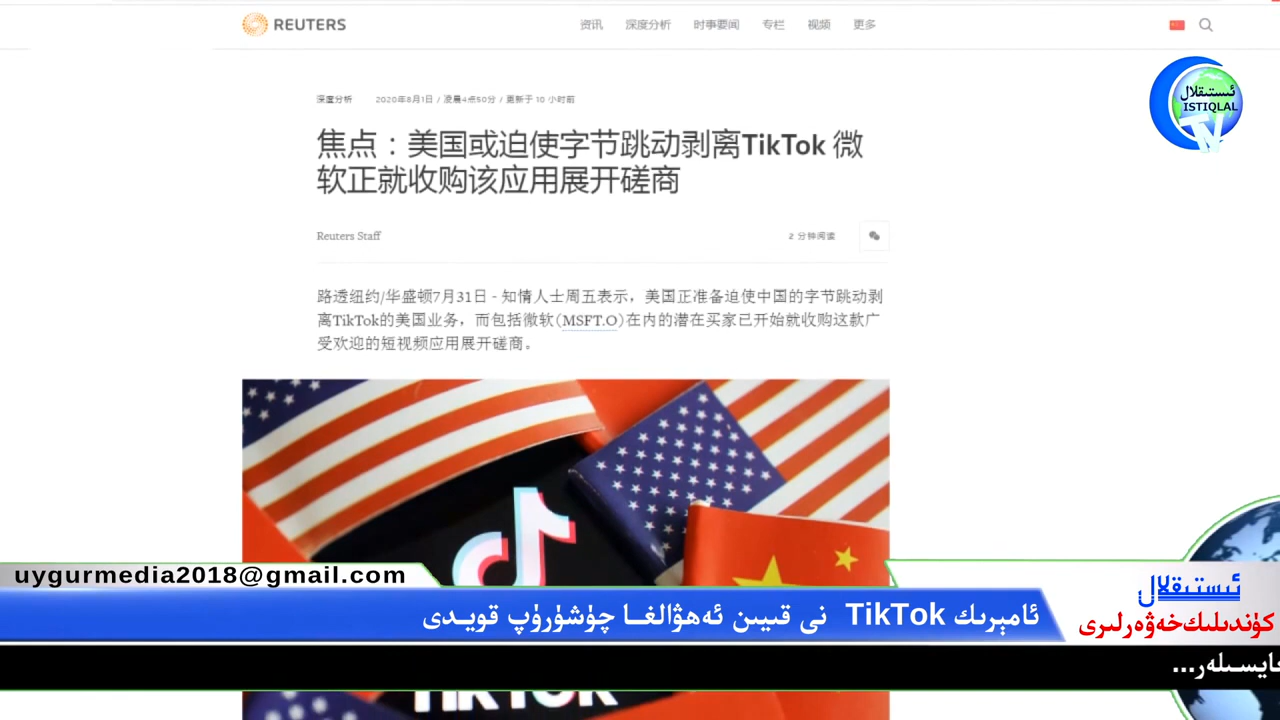 REUTERS
资讯 深度分析 时事要闻 专栏 视频 更多
ئىستىقلال
ISTIQLAL
TV
深度分析 2020年8月1日 / 凌晨4点50分 / 更新于 10 小时前
焦点：美国或迫使字节跳动剥离TikTok 微
软正就收购该应用展开磋商
Reuters Staff
2 分钟阅读
路透纽约/华盛顿7月31日 - 知情人士周五表示，美国正准备迫使中国的字节跳动剥
离TikTok的美国业务，而包括微软(MSFT.O)在内的潜在买家已开始就收购这款广
受欢迎的短视频应用展开磋商。
uygurmedia2018@gmail.com
ئىستىقلال
كۈندىلىك خەۋەرلىرى
ئامېرىك TikTok نى قىيىن ئەھۋالغا چۈشۈرۈپ قويدى
TikTok